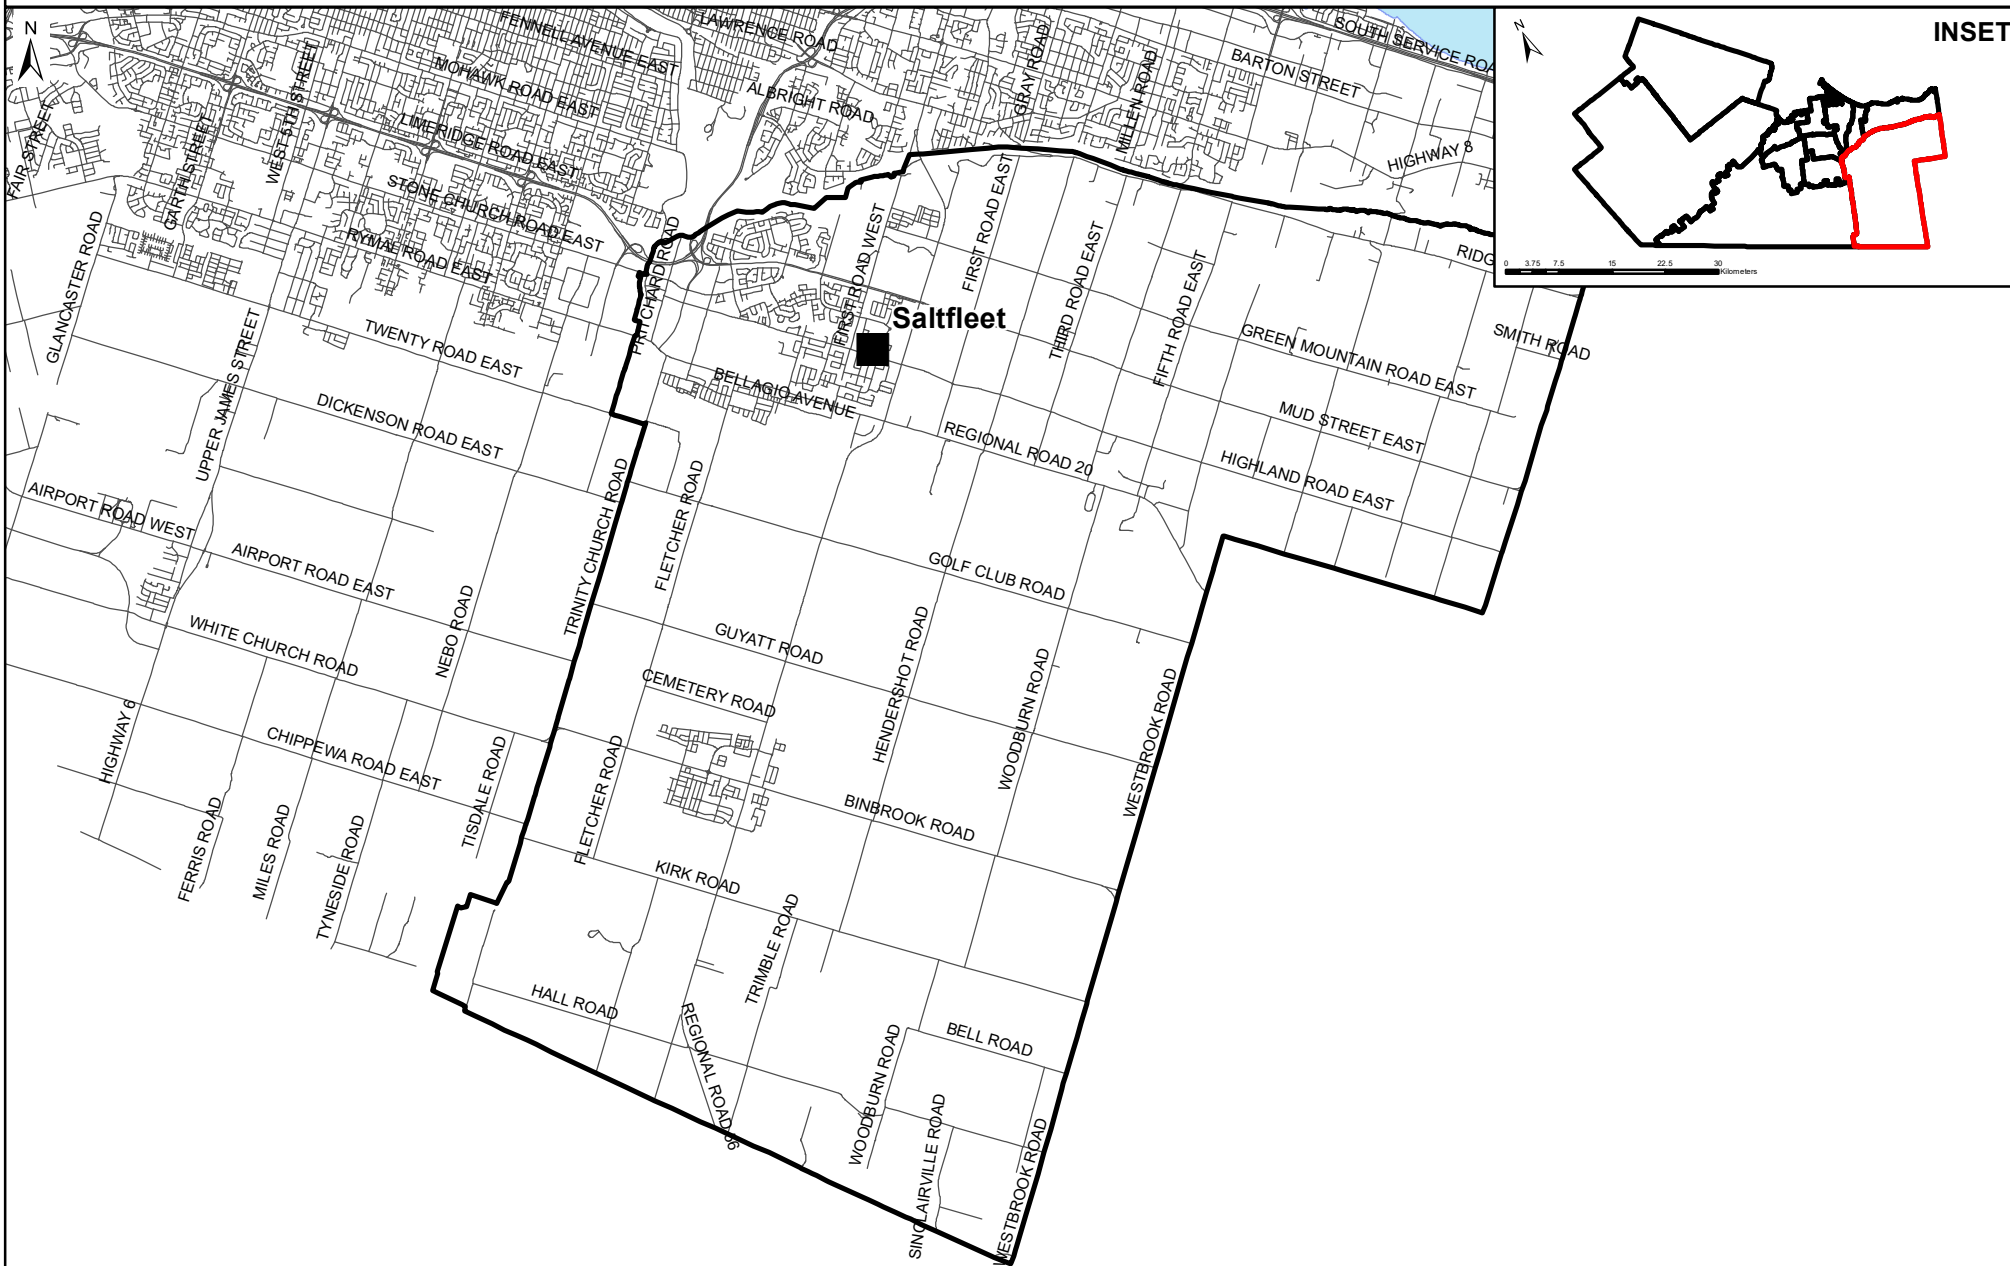 N
FENNELL AVENUE EAST
LAWRENCE ROAD
SOUTH SERVICE ROA
INSET
N
MOHAWK ROAD EAST
ALBRIGHT ROAD
GRAY ROAD
MILLEN ROAD
BARTON STREET
HIGHWAY 8
FAIR STREET
GARTH STREET
WEST 5TH STREET
LIMERIDGE ROAD EAST
STONE CHURCH ROAD EAST
RYMAL ROAD EAST
PRITCHARD ROAD
FIRST ROAD WEST
FIRST ROAD EAST
THIRD ROAD EAST
FIFTH ROAD EAST
RIDG
0 3.75 7.5 15 22.5 30
Kilometers
GLANCASTER ROAD
UPPER JAMES STREET
TWENTY ROAD EAST
Saltfleet
GREEN MOUNTAIN ROAD EAST
SMITH ROAD
BELLAGIO AVENUE
DICKENSON ROAD EAST
REGIONAL ROAD 20
MUD STREET EAST
HIGHLAND ROAD EAST
AIRPORT ROAD WEST
AIRPORT ROAD EAST
TRINITY CHURCH ROAD
FLETCHER ROAD
GOLF CLUB ROAD
WHITE CHURCH ROAD
NEBO ROAD
GUYATT ROAD
CEMETERY ROAD
HENDERSHOT ROAD
WOODBURN ROAD
WESTBROOK ROAD
HIGHWAY 6
CHIPPEWA ROAD EAST
TISDALE ROAD
FLETCHER ROAD
BINBROOK ROAD
FERRIS ROAD
MILES ROAD
TYNESIDE ROAD
KIRK ROAD
TRIMBLE ROAD
HALL ROAD
REGIONAL ROAD 56
WOODBURN ROAD
BELL ROAD
SINCLAIRVILLE ROAD
WESTBROOK ROAD